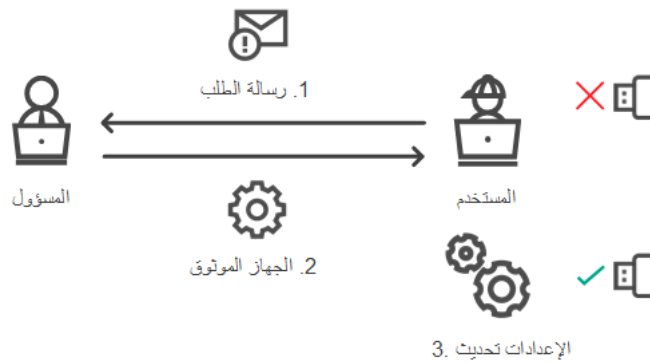 1. رسالة الطلب
المسؤول
المستخدم
2. الجهاز الموثوق
الإعدادات تحديث .3